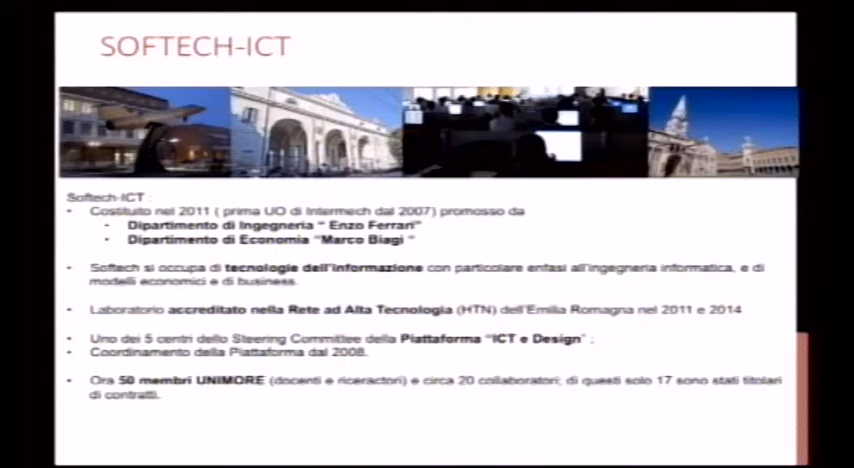 SOFTECH-ICT
Softech-ICT :
• Costituito nel 2011 ( prima UO di Intermech dal 2007) promosso da
• Dipartimento di Ingegneria “ Enzo Ferrari”
• Dipartimento di Economia “Marco Biagi “
• Softech si occupa di tecnologie dell'informazione con particolare enfasi all'ingegneria informatica, e di
modelli economici e di business.
• Laboratorio accreditato nella Rete ad Alta Tecnologia (HTN) dell'Emilia Romagna nel 2011 e 2014
• Uno dei 5 centri dello Steering Committee della Piattaforma “ICT e Design” :
• Coordinamento della Piattaforma dal 2008.
• Ora 50 membri UNIMORE (docenti e riceractori) e circa 20 collaboratori; di questi solo 17 sono stati titolari
di contratti.